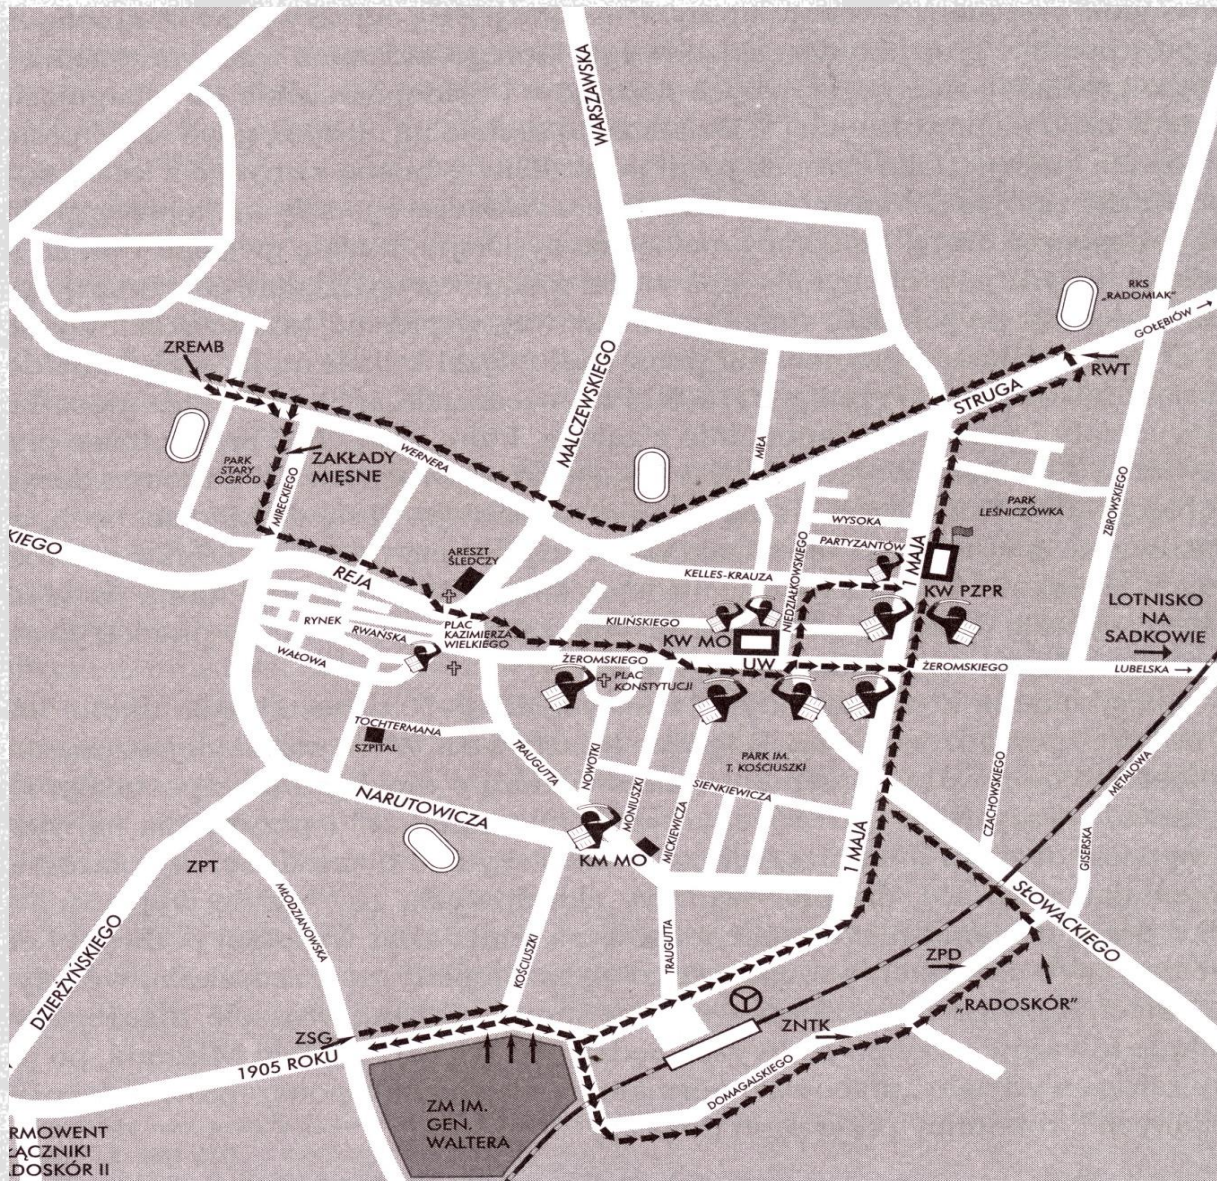 WARSZAWSKA
RKS
„RADOMIAK”
GOŁĘBIÓW →
ZREMB
MALCZEWSKIEGO
RWT
STRUGA
WERNERA
MIŁA
ZAKŁADY
MIĘSNE
PARK
STARY
OGRÓD
MIRECKIEGO
PARK
LEŚNICZÓWKA
ZBROWSKIEGO
WYSOKA
PARTYZANTÓW
NIEDZIAŁKOWSKIEGO
1 MAJA
KIEGO
REJA
ARESZT
ŚLEDCZY
KELLES-KRAUZA
KW PZPR
LOTNISKO
NA
SADKOWIE
RYNEK
RWAŃSKA
WAŁOWA
PLAC
KAZIMIERZA
WIELKIEGO
KILIŃSKIEGO
KW MO
UW
ŻEROMSKIEGO
ŻEROMSKIEGO
LUBELSKA →
PLAC
KONSTYTUCJI
TOCHTERMANA
SZPITAL
TRAUGUTTA
NOWOTKI
MONIUSZKI
MICKIEWICZA
PARK IM.
T. KOŚCIUSZKI
SIENKIEWICZA
CZACHOWSKIEGO
METALOWA
GISERSKA
NARUTOWICZA
KM MO
1 MAJA
ZPT
MŁODZIANOWSKA
SŁOWACKIEGO
DZIERŻYŃSKIEGO
KOŚCIUSZKI
TRAUGUTTA
ZPD
„RADOSKÓR”
ZSG
ZNTK
1905 ROKU
DOMAGALSKIEGO
ZM IM.
GEN.
WALTERA
RMOWENT
ŁĄCZNIKI
ADOSKÓR II